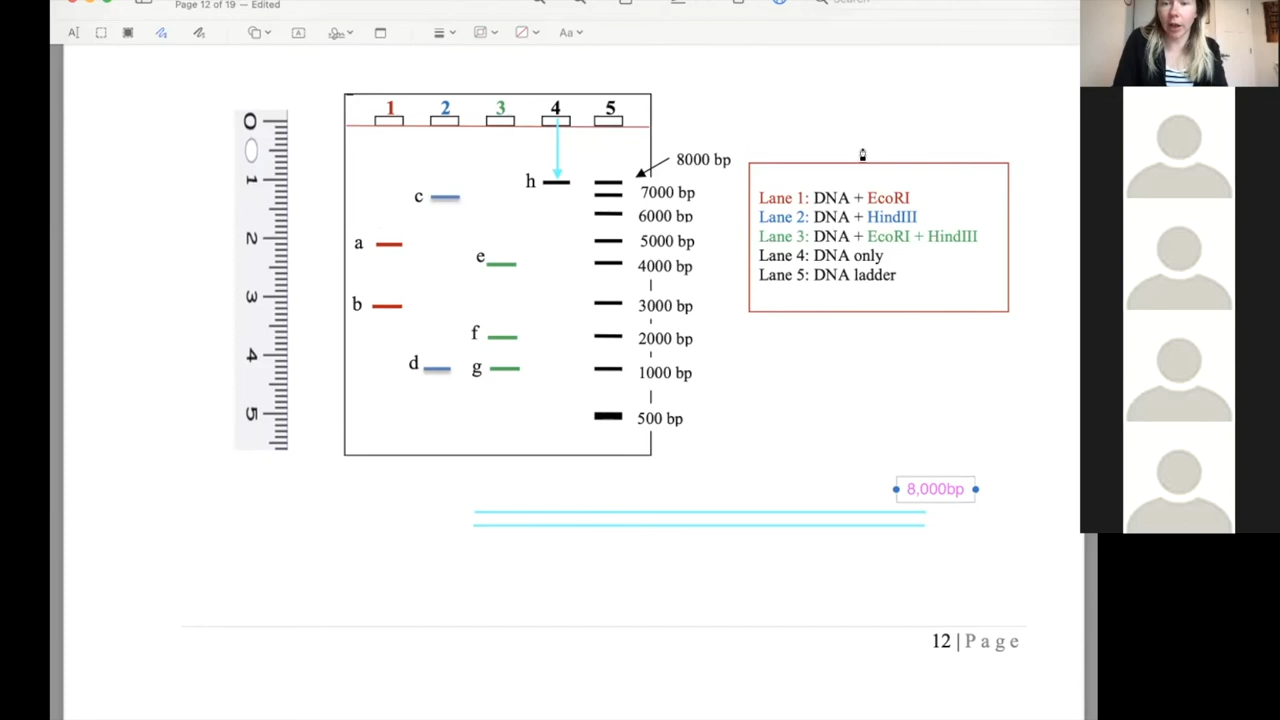 Page 12 of 19 — Edited
Search
A
A
Aa
0
1
2
3
4
5
1 2 3 4 5
8000 bp
h
7000 bp
c
6000 bp
a
5000 bp
e
4000 bp
b
3000 bp
f
2000 bp
d
g
1000 bp
500 bp
Lane 1: DNA + EcoRI
Lane 2: DNA + HindIII
Lane 3: DNA + EcoRI + HindIII
Lane 4: DNA only
Lane 5: DNA ladder
8,000bp
12 | P a g e